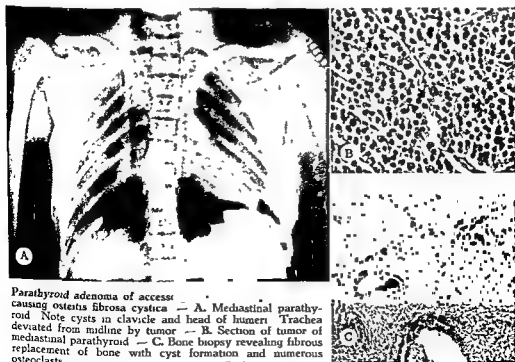 A
B
C
Parathyroid adenoma of
causing osteitis fibrosa cystica — A. Mediastinal parathy-
roid Note cysts in clavicle and head of humeri Trachea
deviated from midline by tumor — B. Section of tumor of
mediastinal parathyroid — C. Bone biopsy revealing fibrous
replacement of bone with cyst formation and numerous